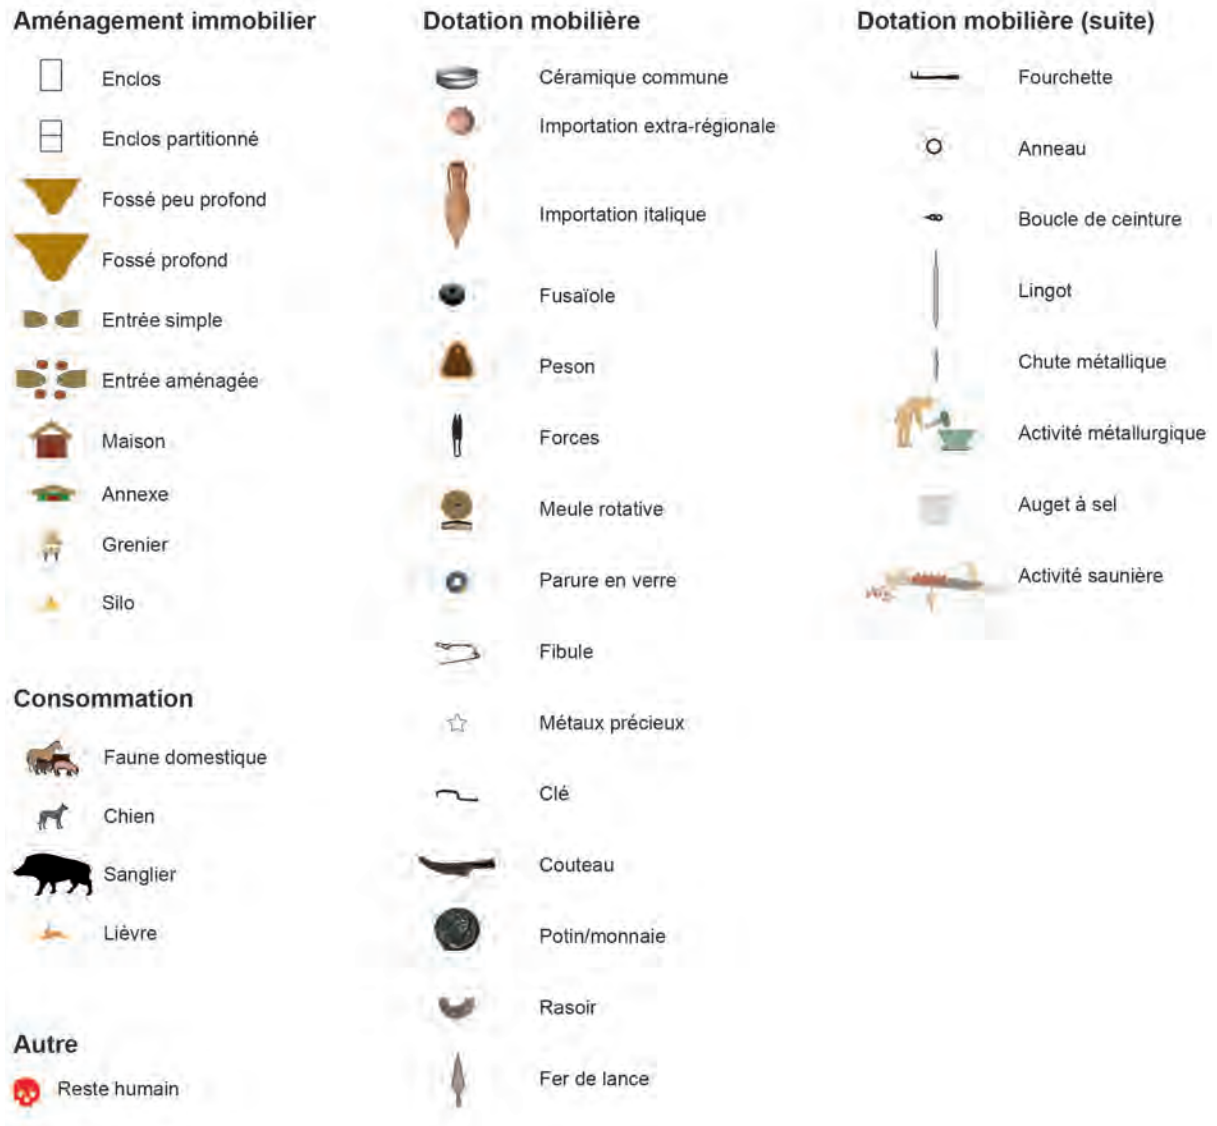 Aménagement immobilier
Enclos
Enclos partitionné
Fossé peu profond
Fossé profond
Entrée simple
Entrée aménagée
Maison
Annexe
Grenier
Silo
Consommation
Faune domestique
Chien
Sanglier
Lièvre
Autre
Reste humain
Dotation mobilière
Céramique commune
Importation extra-régionale
Importation italique
Fusaïole
Peson
Forces
Meule rotative
Parure en verre
Fibule
Métaux précieux
Clé
Couteau
Potin/monnaie
Rasoir
Fer de lance
Dotation mobilière (suite)
Fourchette
Anneau
Boucle de ceinture
Lingot
Chute métallique
Activité métallurgique
Auget à sel
Activité saunière